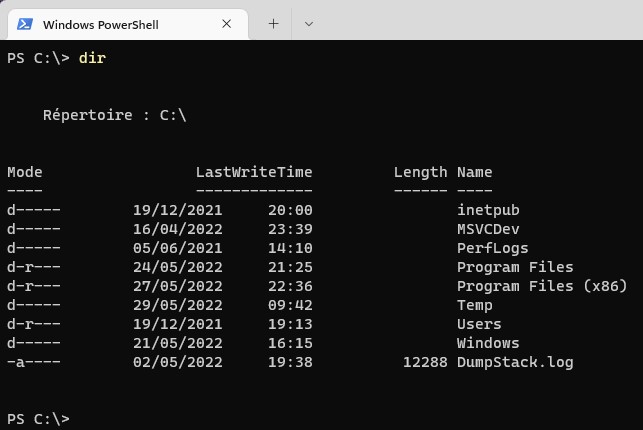 Windows PowerShell
PS C:\> dir
Répertoire : C:\
Mode                 LastWriteTime         Length Name
----                 -------------         ------ ----
d-----        19/12/2021     20:00                inetpub
d-----        16/04/2022     23:39                MSVCDev
d-----        05/06/2021     14:10                PerfLogs
d-r---        24/05/2022     21:25                Program Files
d-r---        27/05/2022     22:36                Program Files (x86)
d-----        29/05/2022     09:42                Temp
d-r---        19/12/2021     19:13                Users
d-----        21/05/2022     16:15                Windows
-a----        02/05/2022     19:38          12288 DumpStack.log
PS C:\>